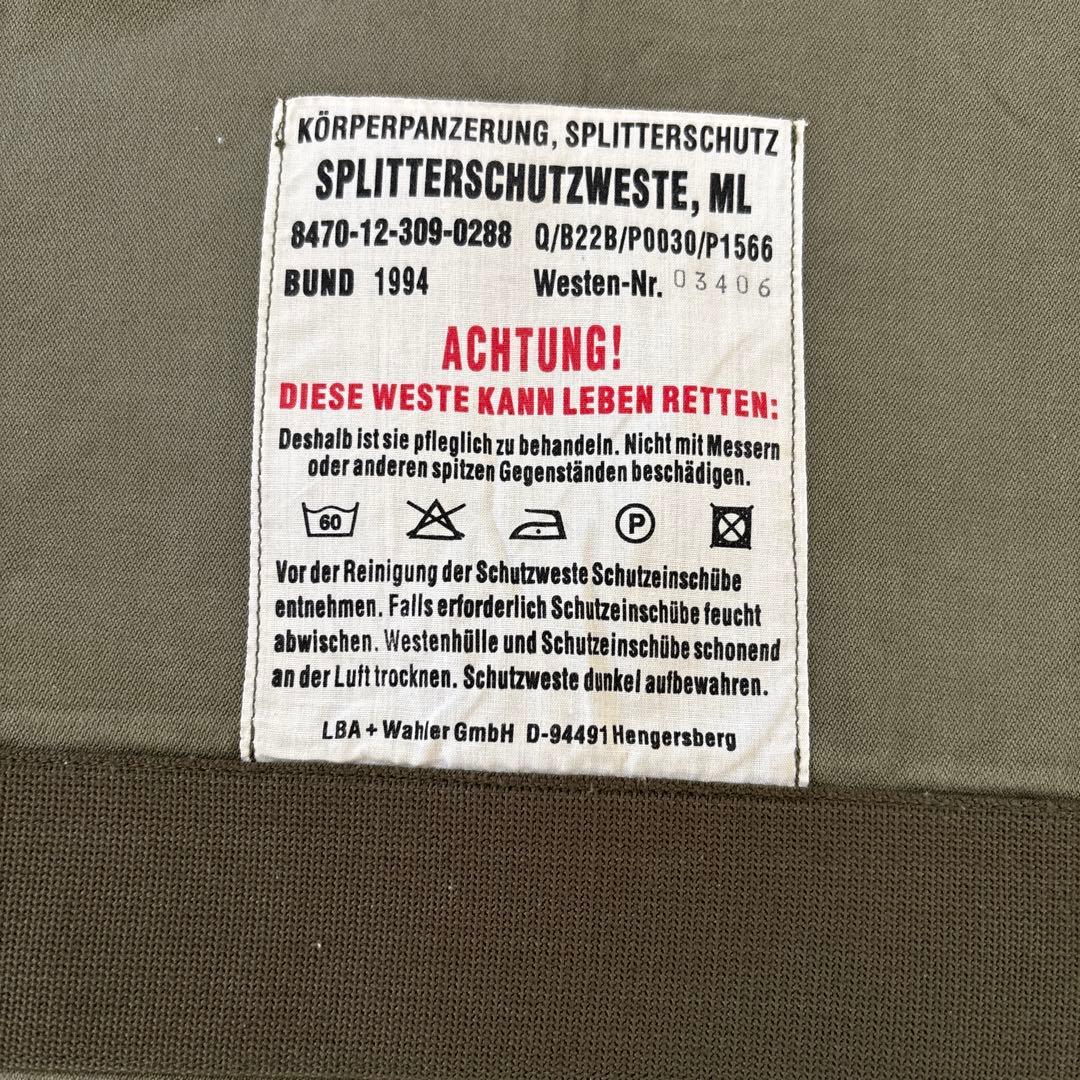 KÖRPERPANZERUNG, SPLITTERSCHUTZ
SPLITTERSCHUTZWESTE, ML
8470-12-309-0288 Q/B22B/P0030/P1566
BUND 1994 Westen-Nr. 03406
ACHTUNG!
DIESE WESTE KANN LEBEN RETTEN:
Deshalb ist sie pfleglich zu behandeln. Nicht mit Messern
oder anderen spitzen Gegenständen beschädigen.
60 P
Vor der Reinigung der Schutzweste Schutzeinschübe
entnehmen. Falls erforderlich Schutzeinschübe feucht
abwischen. Westenhülle und Schutzeinschübe schonend
an der Luft trocknen. Schutzweste dunkel aufbewahren.
LBA + Wahler GmbH D-94491 Hengersberg